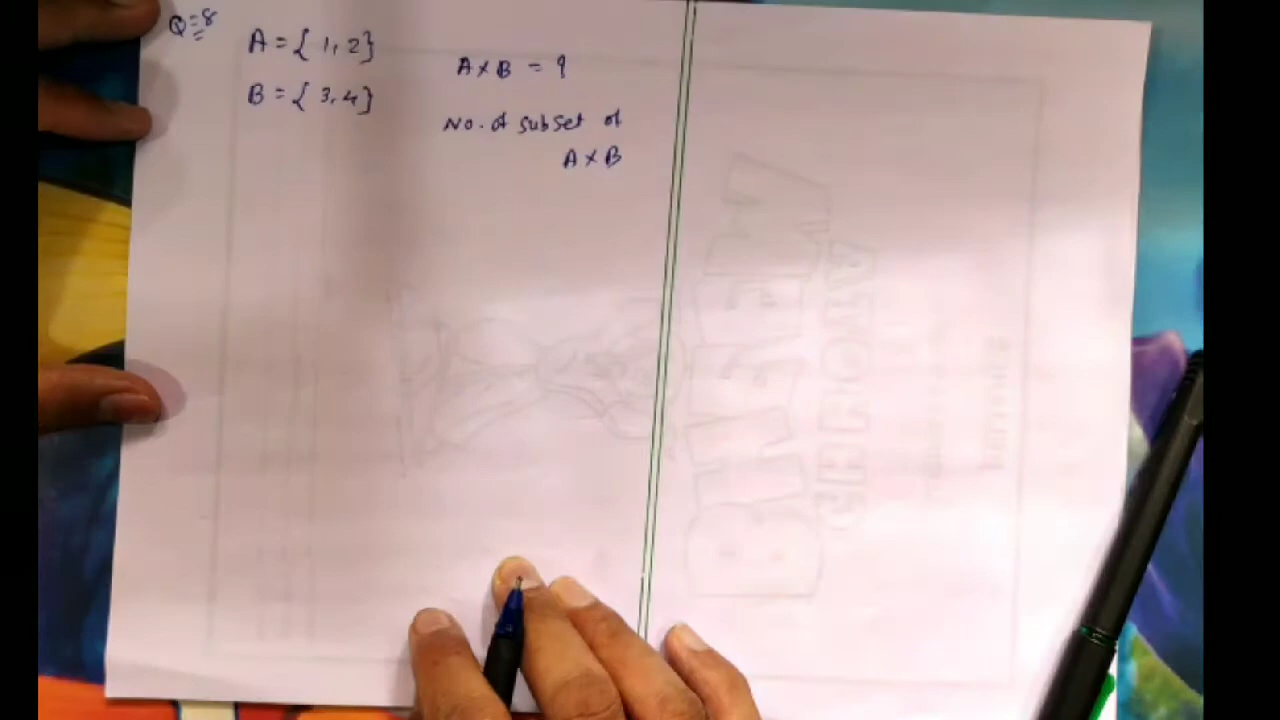 Q=8
A = { 1, 2}
B = { 3, 4}
A × B = ?
No. of subset of
A × B